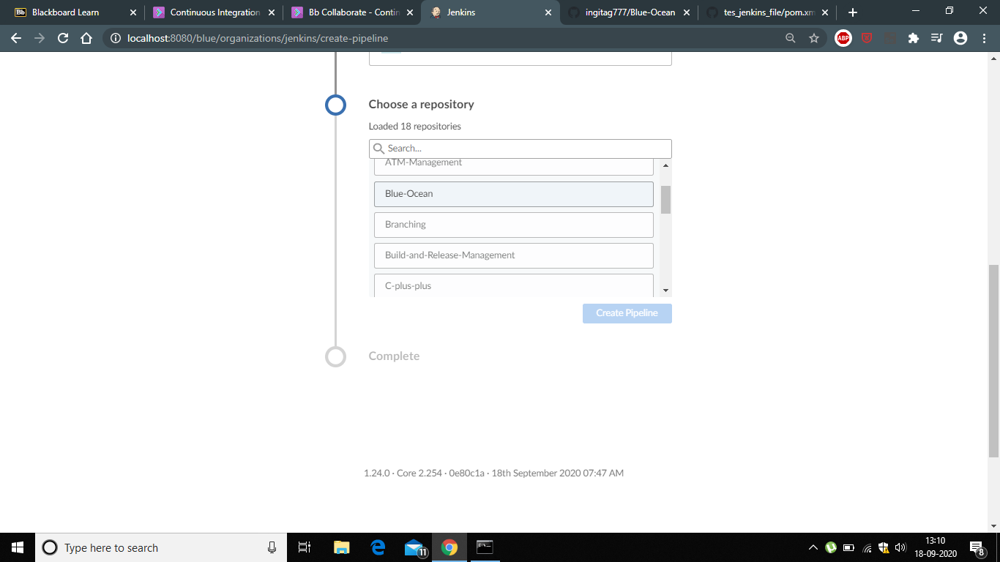 Bb Blackboard Learn
Continuous Integration
Bb Collaborate - Contin
Jenkins
ingitag777/Blue-Ocean
tes_jenkins_file/pom.xm
localhost:8080/blue/organizations/jenkins/create-pipeline
ABP
Choose a repository
Loaded 18 repositories
Search...
ATM-Management
Blue-Ocean
Branching
Build-and-Release-Management
C-plus-plus
Create Pipeline
Complete
1.24.0 · Core 2.254 · 0e80c1a · 18th September 2020 07:47 AM
Type here to search
11
13:10
18-09-2020
8